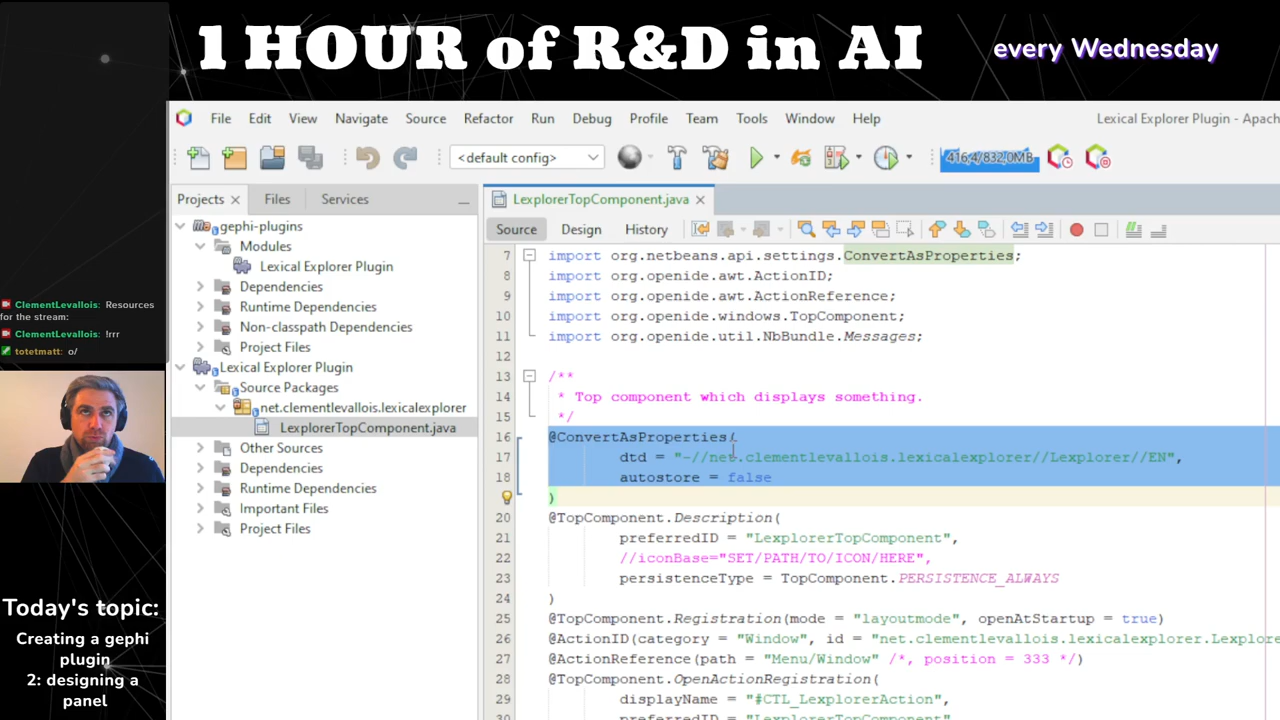 1 HOUR of R&D in AI
every Wednesday
File Edit View Navigate Source Refactor Run Debug Profile Team Tools Window Help
Lexical Explorer Plugin - Apach
<default config>
416,4/832,0MB
Projects
Files
Services
gephi-plugins
Modules
Lexical Explorer Plugin
Dependencies
Runtime Dependencies
Non-classpath Dependencies
Project Files
Lexical Explorer Plugin
Source Packages
net.clementlevallois.lexicalexplorer
LexplorerTopComponent.java
Other Sources
Dependencies
Runtime Dependencies
Important Files
Project Files
LexplorerTopComponent.java
Source Design History
7 import org.netbeans.api.settings.ConvertAsProperties;
8 import org.openide.awt.ActionID;
9 import org.openide.awt.ActionReference;
10 import org.openide.windows.TopComponent;
11 import org.openide.util.NbBundle.Messages;
12
13 /**
14 * Top component which displays something.
15 */
16 @ConvertAsProperties(
17 dtd = "-//net.clementlevallois.lexicalexplorer//Lexplorer//EN",
18 autostore = false
)
20 @TopComponent.Description(
21 preferredID = "LexplorerTopComponent",
22 //iconBase="SET/PATH/TO/ICON/HERE",
23 persistenceType = TopComponent.PERSISTENCE_ALWAYS
24 )
25 @TopComponent.Registration(mode = "layoutmode", openAtStartup = true)
26 @ActionID(category = "Window", id = "net.clementlevallois.lexicalexplorer.Lexplore
27 @ActionReference(path = "Menu/Window" /*, position = 333 */)
28 @TopComponent.OpenActionRegistration(
29 displayName = "#CTL_LexplorerAction",
30 preferredID = "LexplorerTopComponent"
ClementLevallois: Resources
for the stream:
ClementLevallois: !rrr
totetmatt: o/
Today's topic:
Creating a gephi
plugin
2: designing a
panel